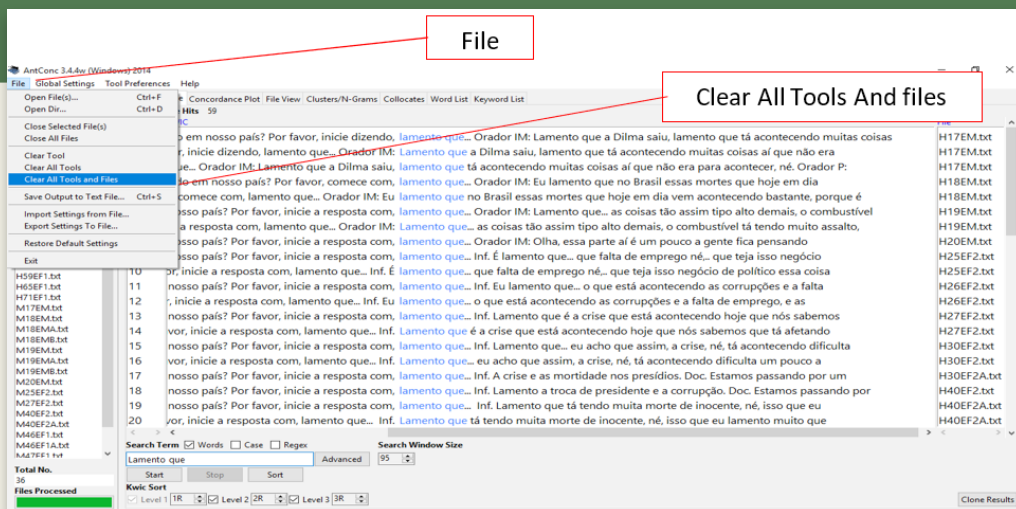 File
Clear All Tools And files
AntConc 3.4.4w (Windows) 2014
File Global Settings Tool Preferences Help
Open File(s)... Ctrl+F
Open Dir... Ctrl+D
Close Selected File(s)
Close All Files
Clear Tool
Clear All Tools
Clear All Tools and Files
Save Output to Text File... Ctrl+S
Import Settings from File...
Export Settings To File...
Restore Default Settings
Exit
Concordance Plot File View Clusters/N-Grams Collocates Word List Keyword List
Hits 59
File
o em nosso país? Por favor, inicie dizendo, lamento que... Orador IM: Lamento que a Dilma saiu, lamento que tá acontecendo muitas coisas H17EM.txt
r, inicie dizendo, lamento que... Orador IM: Lamento que a Dilma saiu, lamento que tá acontecendo muitas coisas aí que não era H17EM.txt
ue... Orador IM: Lamento que a Dilma saiu, lamento que tá acontecendo muitas coisas aí que não era para acontecer, né. Orador P: H17EM.txt
do em nosso país? Por favor, comece com, lamento que... Orador IM: Eu lamento que no Brasil essas mortes que hoje em dia H18EM.txt
comece com, lamento que... Orador IM: Eu lamento que no Brasil essas mortes que hoje em dia vem acontecendo bastante, porque é H18EM.txt
osso país? Por favor, inicie a resposta com, lamento que... Orador IM: Lamento que... as coisas tão assim tipo alto demais, o combustível H19EM.txt
a resposta com, lamento que... Orador IM: Lamento que... as coisas tão assim tipo alto demais, o combustível tá tendo muito assalto, H19EM.txt
osso país? Por favor, inicie a resposta com, lamento que... Orador IM: Olha, essa parte aí é um pouco a gente fica pensando H20EM.txt
osso país? Por favor, inicie a resposta com, lamento que... Inf. É lamento que... que falta de emprego né,.. que teja isso negócio H25EF2.txt
10 or, inicie a resposta com, lamento que... Inf. É lamento que... que falta de emprego né,.. que teja isso negócio de político essa coisa H25EF2.txt
11 nosso país? Por favor, inicie a resposta com, lamento que... Inf. Eu lamento que... o que está acontecendo as corrupções e a falta H26EF2.txt
12 r, inicie a resposta com, lamento que... Inf. Eu lamento que... o que está acontecendo as corrupções e a falta de emprego, e as H26EF2.txt
13 nosso país? Por favor, inicie a resposta com, lamento que... Inf. Lamento que é a crise que está acontecendo hoje que nós sabemos H27EF2.txt
14 vor, inicie a resposta com, lamento que... Inf. Lamento que é a crise que está acontecendo hoje que nós sabemos que tá afetando H27EF2.txt
15 nosso país? Por favor, inicie a resposta com, lamento que... Inf. Lamento que... eu acho que assim, a crise, né, tá acontecendo dificulta H30EF2.txt
16 vor, inicie a resposta com, lamento que... Inf. Lamento que... eu acho que assim, a crise, né, tá acontecendo dificulta um pouco a H30EF2.txt
17 nosso país? Por favor, inicie a resposta com, lamento que... Inf. A crise e as mortidade nos presídios. Doc. Estamos passando por um H30EF2A.txt
18 nosso país? Por favor, inicie a resposta com, lamento que... Inf. Lamento a troca de presidente e a corrupção. Doc. Estamos passando por H40EF2.txt
19 nosso país? Por favor, inicie a resposta com, lamento que... Inf. Lamento que tá tendo muita morte de inocente, né, isso que eu H40EF2A.txt
20 vor, inicie a resposta com, lamento que... Inf. Lamento que tá tendo muita morte de inocente, né, isso que eu lamento muito que H40EF2A.txt
H59EF1.txt
H65EF1.txt
H71EF1.txt
M17EM.txt
M18EM.txt
M18EMA.txt
M18EMB.txt
M19EM.txt
M19EMA.txt
M19EMB.txt
M20EM.txt
M25EF2.txt
M27EF2.txt
M40EF2.txt
M40EF2A.txt
M46EF1.txt
M46EF1A.txt
M47EF1.txt
Total No.
36
Files Processed
Search Term Words Case Regex Search Window Size
Lamento que Advanced 95
Start Stop Sort
Kwic Sort
Level 1 1R Level 2 2R Level 3 3R Clone Results